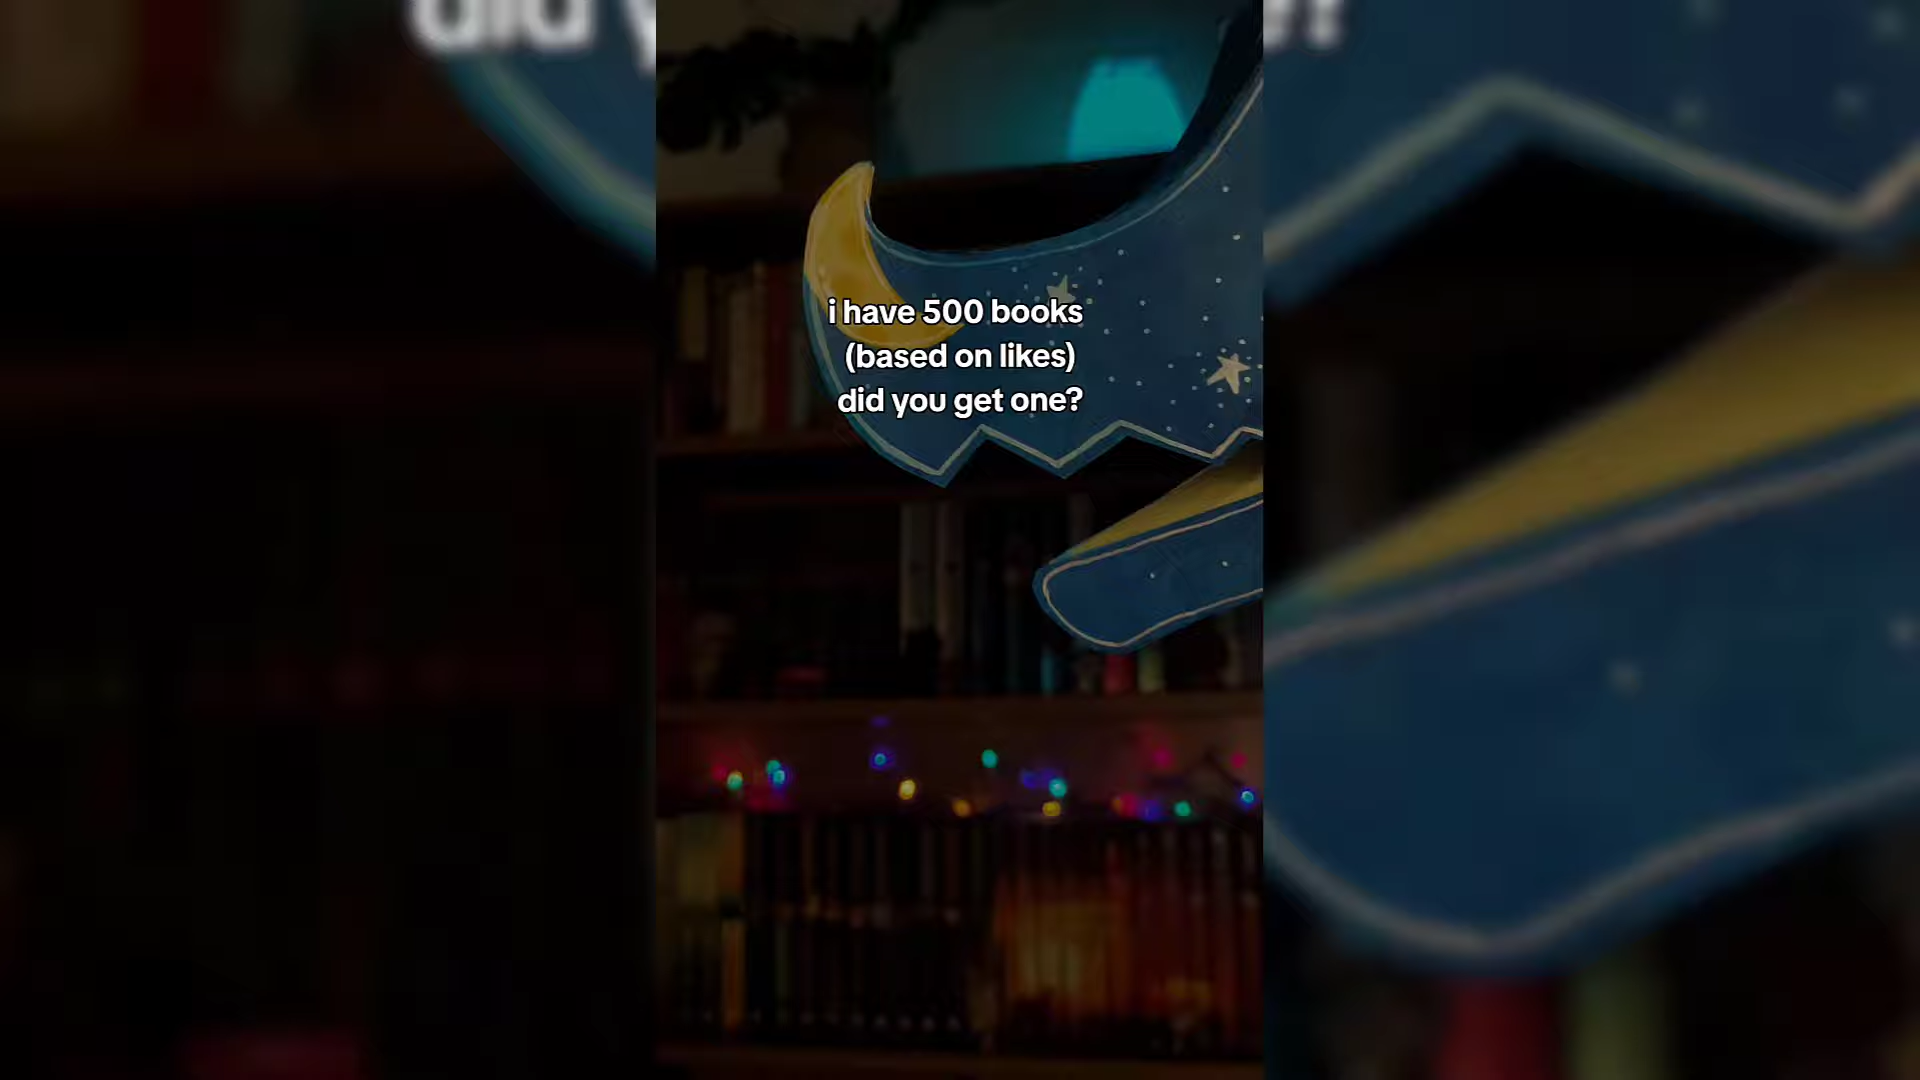 i have 500 books
(based on likes)
did you get one?